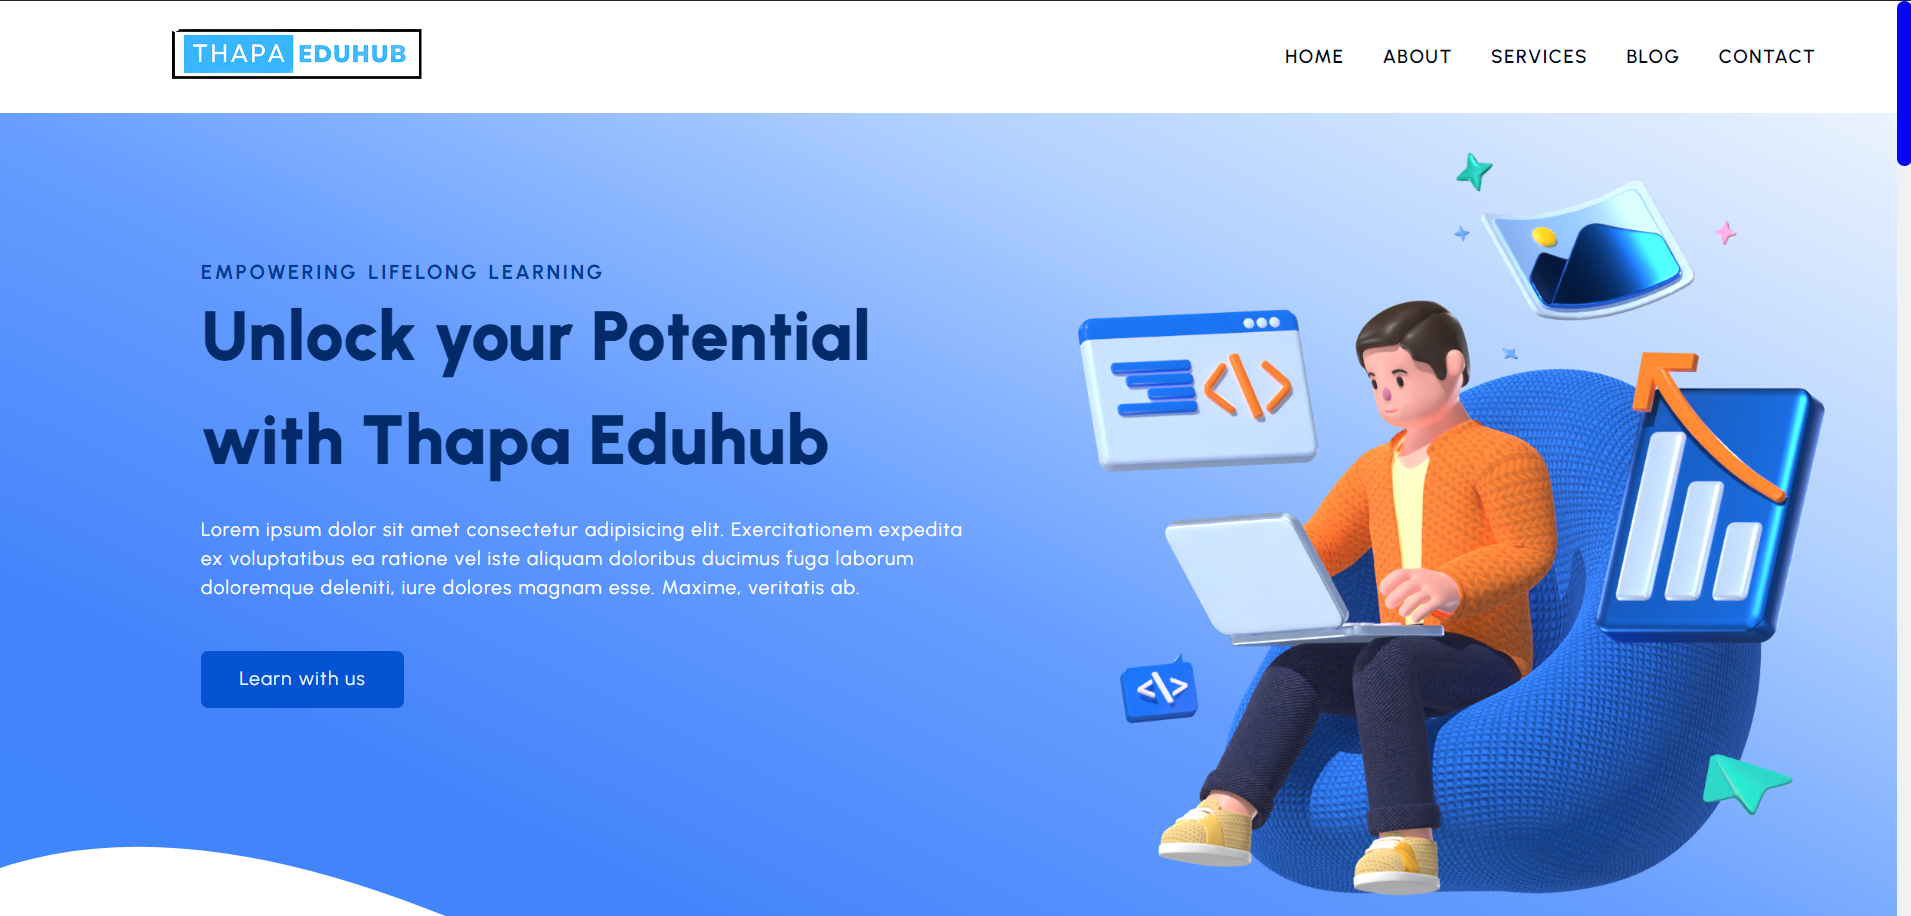 THAPA EDUHUB
HOME ABOUT SERVICES BLOG CONTACT
EMPOWERING LIFELONG LEARNING
Unlock your Potential
with Thapa Eduhub
Lorem ipsum dolor sit amet consectetur adipisicing elit. Exercitationem expedita
ex voluptatibus ea ratione vel iste aliquam doloribus ducimus fuga laborum
doloremque deleniti, iure dolores magnam esse. Maxime, veritatis ab.
Learn with us